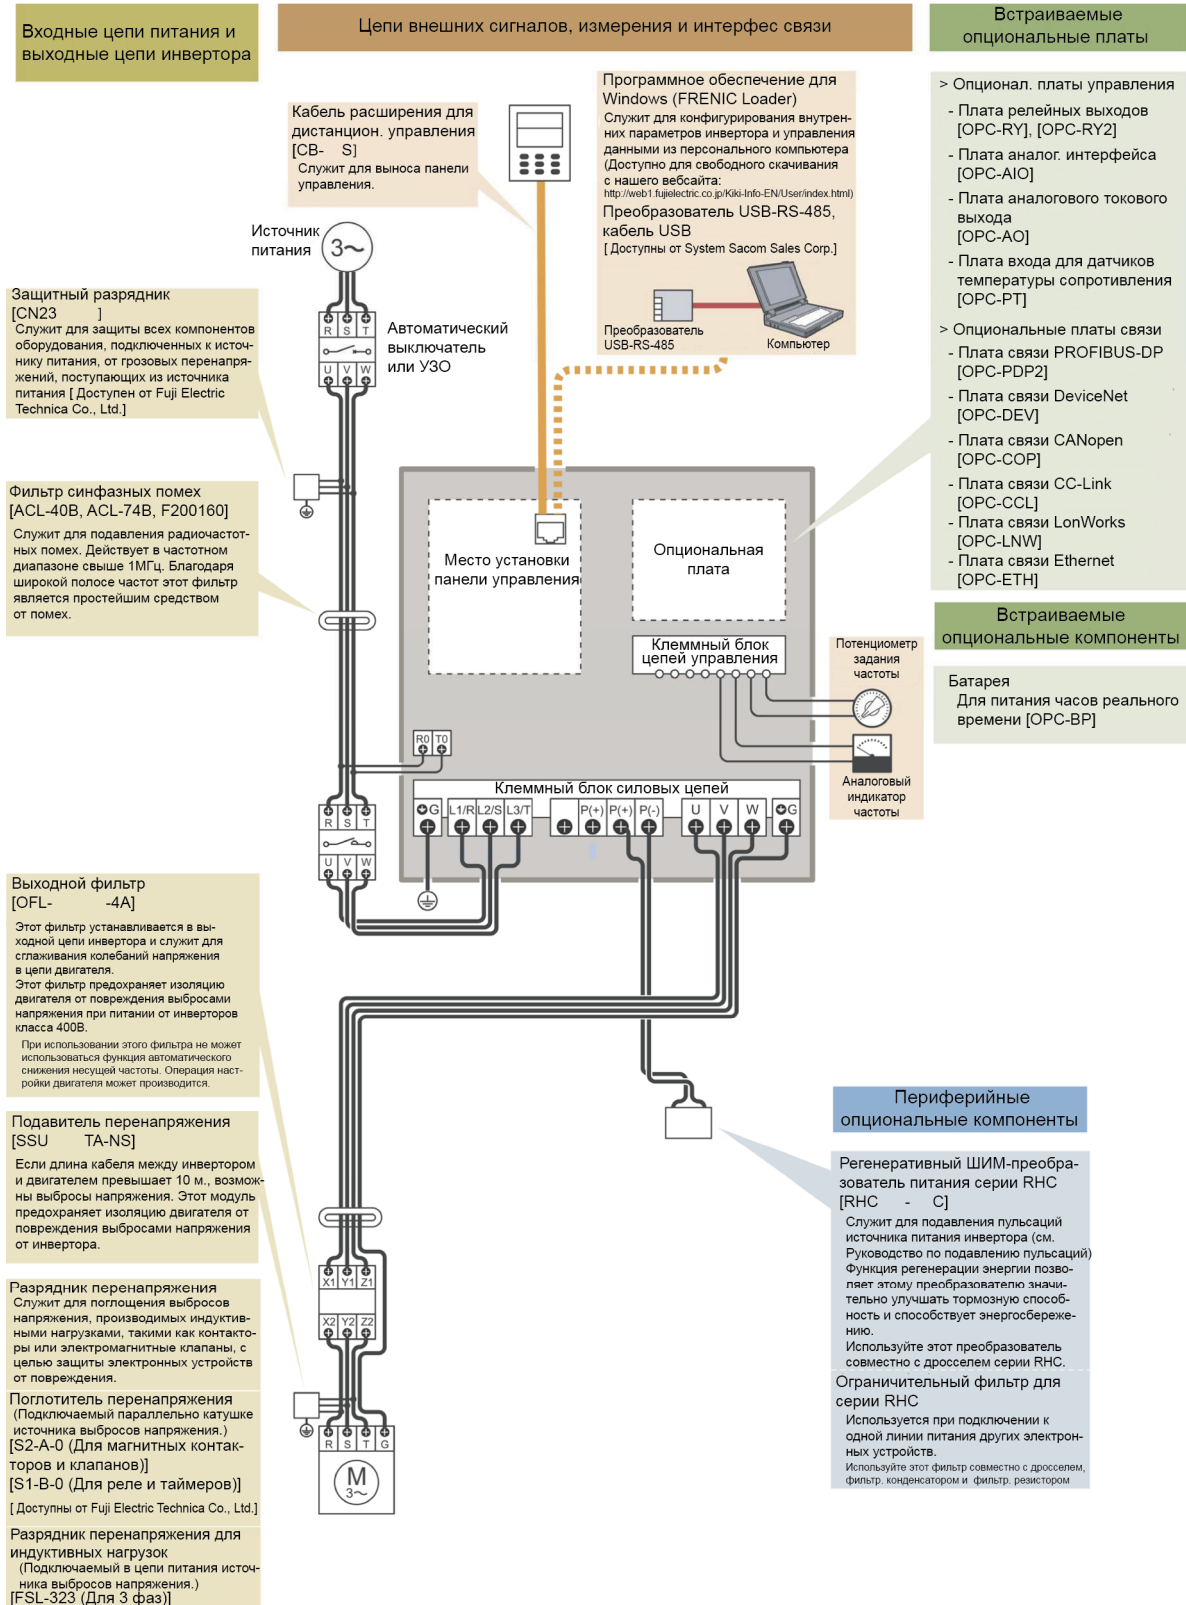 Входные цепи питания и
выходные цепи инвертора
Цепи внешних сигналов, измерения и интерфейс связи
Встраиваемые
опциональные платы
Кабель расширения для
дистанцион. управления
[CB- S]
Служит для выноса панели
управления.
Программное обеспечение для
Windows (FRENIC Loader)
Служит для конфигурирования внутрен-
них параметров инвертора и управления
данными из персонального компьютера
(Доступно для свободного скачивания
с нашего вебсайта:
http://web1.fujielectric.co.jp/Kiki-Info-EN/User/index.html)
Преобразователь USB-RS-485,
кабель USB
[ Доступны от System Sacom Sales Corp.]
Преобразователь
USB-RS-485
Компьютер
> Опционал. платы управления
- Плата релейных выходов
[OPC-RY], [OPC-RY2]
- Плата аналог. интерфейса
[OPC-AIO]
- Плата аналогового токового
выхода
[OPC-AO]
- Плата входа для датчиков
температуры сопротивления
[OPC-PT]
> Опциональные платы связи
- Плата связи PROFIBUS-DP
[OPC-PDP2]
- Плата связи DeviceNet
[OPC-DEV]
- Плата связи CANopen
[OPC-COP]
- Плата связи CC-Link
[OPC-CCL]
- Плата связи LonWorks
[OPC-LNW]
- Плата связи Ethernet
[OPC-ETH]
Встраиваемые
опциональные компоненты
Батарея
Для питания часов реального
времени [OPC-BP]
Источник
питания
3~
R S T
U V W
Автоматический
выключатель
или УЗО
Защитный разрядник
[CN23 ]
Служит для защиты всех компонентов
оборудования, подключенных к источ-
нику питания, от грозовых перенапря-
жений, поступающих из источника
питания [ Доступен от Fuji Electric
Technica Co., Ltd.]
Фильтр синфазных помех
[ACL-40B, ACL-74B, F200160]
Служит для подавления радиочастот-
ных помех. Действует в частотном
диапазоне свыше 1МГц. Благодаря
широкой полосе частот этот фильтр
является простейшим средством
от помех.
Место установки
панели управления
Опциональная
плата
Клеммный блок
цепей управления
Потенциометр
задания
частоты
Аналоговый
индикатор
частоты
R0 T0
Клеммный блок силовых цепей
G L1/R L2/S L3/T P(+) P(+) P(-) U V W G
R S T
U V W
Выходной фильтр
[OFL- -4A]
Этот фильтр устанавливается в вы-
ходной цепи инвертора и служит для
сглаживания колебаний напряжения
в цепи двигателя.
Этот фильтр предохраняет изоляцию
двигателя от повреждения выбросами
напряжения при питании от инверторов
класса 400В.
При использовании этого фильтра не может
использоваться функция автоматического
снижения несущей частоты. Операция наст-
ройки двигателя может производится.
Подавитель перенапряжения
[SSU TA-NS]
Если длина кабеля между инвертором
и двигателем превышает 10 м., возмож-
ны выбросы напряжения. Этот модуль
предохраняет изоляцию двигателя от
повреждения выбросами напряжения
от инвертора.
Разрядник перенапряжения
Служит для поглощения выбросов
напряжения, производимых индуктив-
ными нагрузками, такими как контакто-
ры или электромагнитные клапаны, с
целью защиты электронных устройств
от повреждения.
Поглотитель перенапряжения
(Подключаемый параллельно катушке
источника выбросов напряжения.)
[S2-A-0 (Для магнитных контак-
торов и клапанов)]
[S1-B-0 (Для реле и таймеров)]
[ Доступны от Fuji Electric Technica Co., Ltd.]
Разрядник перенапряжения для
индуктивных нагрузок
(Подключаемый в цепи питания источ-
ника выбросов напряжения.)
[FSL-323 (Для 3 фаз)]
X1 Y1 Z1
X2 Y2 Z2
R S T G
M
3~
Периферийные
опциональные компоненты
Регенеративный ШИМ-преобра-
зователь питания серии RHC
[RHC - C]
Служит для подавления пульсаций
источника питания инвертора (см.
Руководство по подавлению пульсаций)
Функция регенерации энергии позво-
ляет этому преобразователю значи-
тельно улучшать тормозную способ-
ность и способствует энергосбереже-
нию.
Используйте этот преобразователь
совместно с дросселем серии RHC.
Ограничительный фильтр для
серии RHC
Используется при подключении к
одной линии питания других электрон-
ных устройств.
Используйте этот фильтр совместно с дросселем,
фильтр. конденсатором и фильтр. резистором